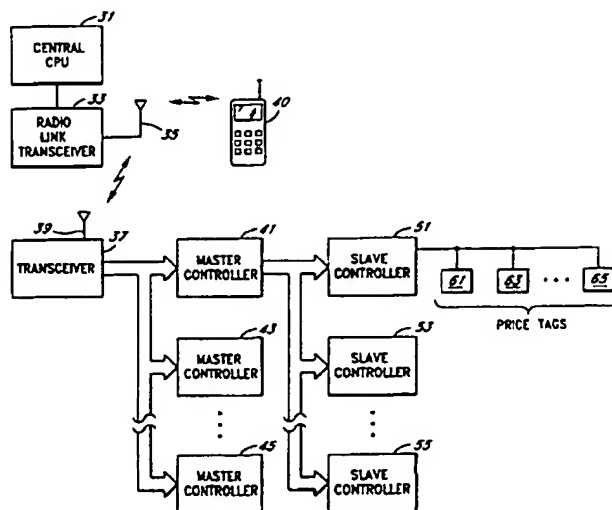 31
CENTRAL
CPU
33
RADIO
LINK
TRANSCEIVER
35
40
39
37
TRANSCEIVER
41
MASTER
CONTROLLER
51
SLAVE
CONTROLLER
61
63
...
65
PRICE TAGS
43
MASTER
CONTROLLER
53
SLAVE
CONTROLLER
45
MASTER
CONTROLLER
55
SLAVE
CONTROLLER